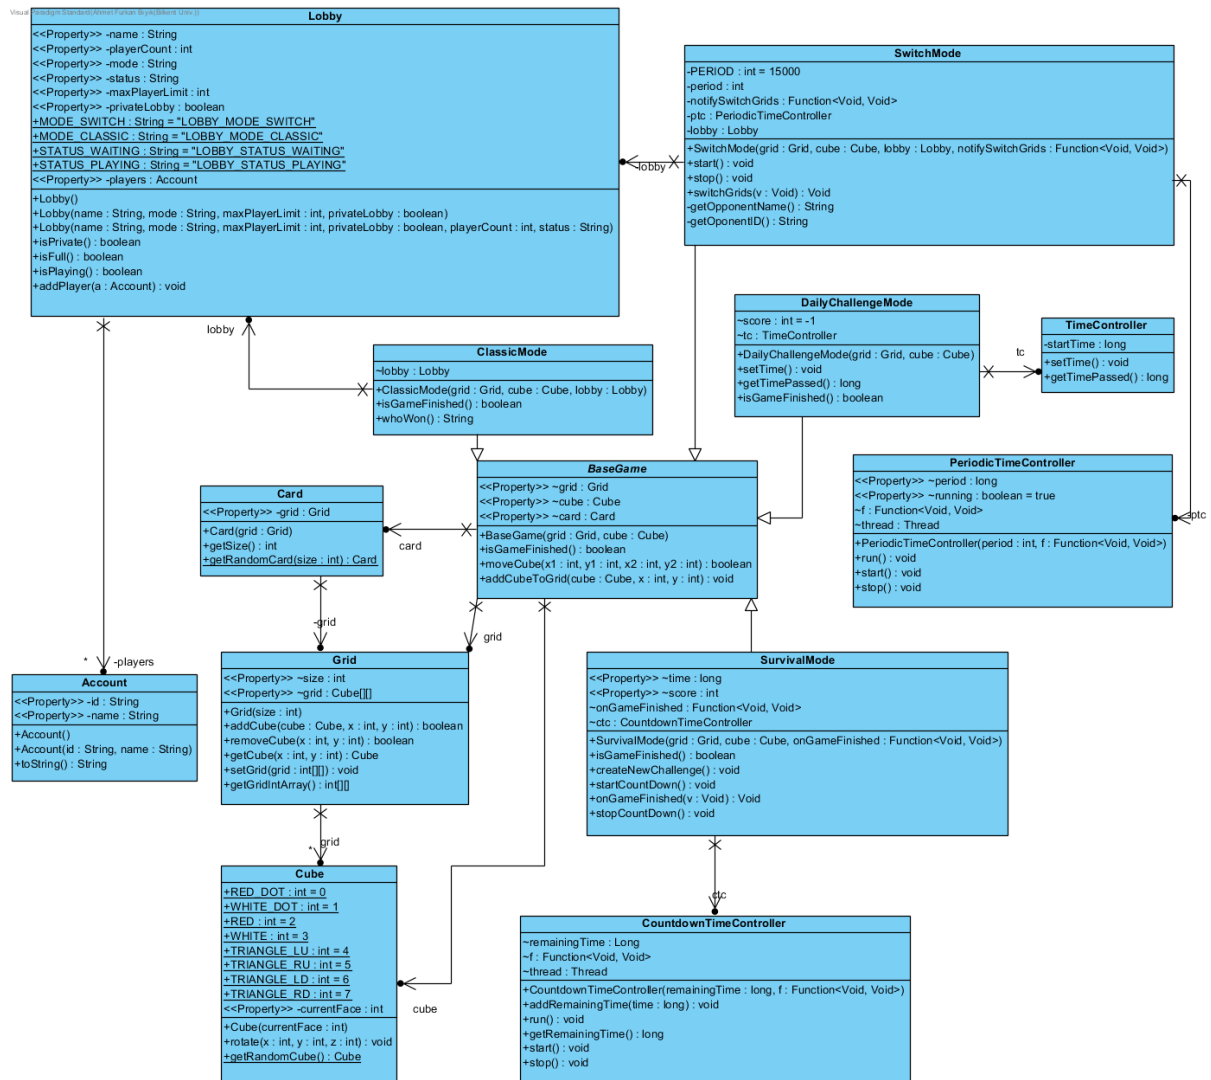 Visual Paradigm Standard(Ahmet Furkan Bıyık(Bilkent Univ.))
Lobby
<<Property>> -name : String
<<Property>> -playerCount : int
<<Property>> -mode : String
<<Property>> -status : String
<<Property>> -maxPlayerLimit : int
<<Property>> -privateLobby : boolean
+MODE_SWITCH : String = "LOBBY_MODE_SWITCH"
+MODE_CLASSIC : String = "LOBBY_MODE_CLASSIC"
+STATUS_WAITING : String = "LOBBY_STATUS_WAITING"
+STATUS_PLAYING : String = "LOBBY_STATUS_PLAYING"
<<Property>> -players : Account
+Lobby()
+Lobby(name : String, mode : String, maxPlayerLimit : int, privateLobby : boolean)
+Lobby(name : String, mode : String, maxPlayerLimit : int, privateLobby : boolean, playerCount : int, status : String)
+isPrivate() : boolean
+isFull() : boolean
+isPlaying() : boolean
+addPlayer(a : Account) : void
SwitchMode
-PERIOD : int = 15000
-period : int
-notifySwitchGrids : Function<Void, Void>
-ptc : PeriodicTimeController
-lobby : Lobby
+SwitchMode(grid : Grid, cube : Cube, lobby : Lobby, notifySwitchGrids : Function<Void, Void>)
+start() : void
+stop() : void
+switchGrids(v : Void) : Void
-getOpponentName() : String
-getOponentID() : String
-lobby
DailyChallengeMode
~score : int = -1
~tc : TimeController
+DailyChallengeMode(grid : Grid, cube : Cube)
+setTime() : void
+getTimePassed() : long
+isGameFinished() : boolean
tc
TimeController
-startTime : long
+setTime() : void
+getTimePassed() : long
lobby
ClassicMode
~lobby : Lobby
+ClassicMode(grid : Grid, cube : Cube, lobby : Lobby)
+isGameFinished() : boolean
+whoWon() : String
BaseGame
<<Property>> ~grid : Grid
<<Property>> ~cube : Cube
<<Property>> ~card : Card
+BaseGame(grid : Grid, cube : Cube)
+isGameFinished() : boolean
+moveCube(x1 : int, y1 : int, x2 : int, y2 : int) : boolean
+addCubeToGrid(cube : Cube, x : int, y : int) : void
PeriodicTimeController
<<Property>> ~period : long
<<Property>> ~running : boolean = true
~f : Function<Void, Void>
~thread : Thread
+PeriodicTimeController(period : int, f : Function<Void, Void>)
+run() : void
+start() : void
+stop() : void
-ptc
Card
<<Property>> -grid : Grid
+Card(grid : Grid)
+getSize() : int
+getRandomCard(size : int) : Card
card
-grid
grid
* -players
Account
<<Property>> -id : String
<<Property>> -name : String
+Account()
+Account(id : String, name : String)
+toString() : String
Grid
<<Property>> ~size : int
<<Property>> ~grid : Cube[][]
+Grid(size : int)
+addCube(cube : Cube, x : int, y : int) : boolean
+removeCube(x : int, y : int) : boolean
+getCube(x : int, y : int) : Cube
+setGrid(grid : int[][]) : void
+getGridIntArray() : int[][]
SurvivalMode
<<Property>> ~time : long
<<Property>> ~score : int
~onGameFinished : Function<Void, Void>
~ctc : CountdownTimeController
+SurvivalMode(grid : Grid, cube : Cube, onGameFinished : Function<Void, Void>)
+isGameFinished() : boolean
+createNewChallenge() : void
+startCountDown() : void
+onGameFinished(v : Void) : Void
+stopCountDown() : void
* grid
Cube
+RED_DOT : int = 0
+WHITE_DOT : int = 1
+RED : int = 2
+WHITE : int = 3
+TRIANGLE_LU : int = 4
+TRIANGLE_RU : int = 5
+TRIANGLE_LD : int = 6
+TRIANGLE_RD : int = 7
<<Property>> -currentFace : int
+Cube(currentFace : int)
+rotate(x : int, y : int, z : int) : void
+getRandomCube() : Cube
cube
ctc
CountdownTimeController
~remainingTime : Long
~f : Function<Void, Void>
~thread : Thread
+CountdownTimeController(remainingTime : long, f : Function<Void, Void>)
+addRemainingTime(time : long) : void
+run() : void
+getRemainingTime() : long
+start() : void
+stop() : void